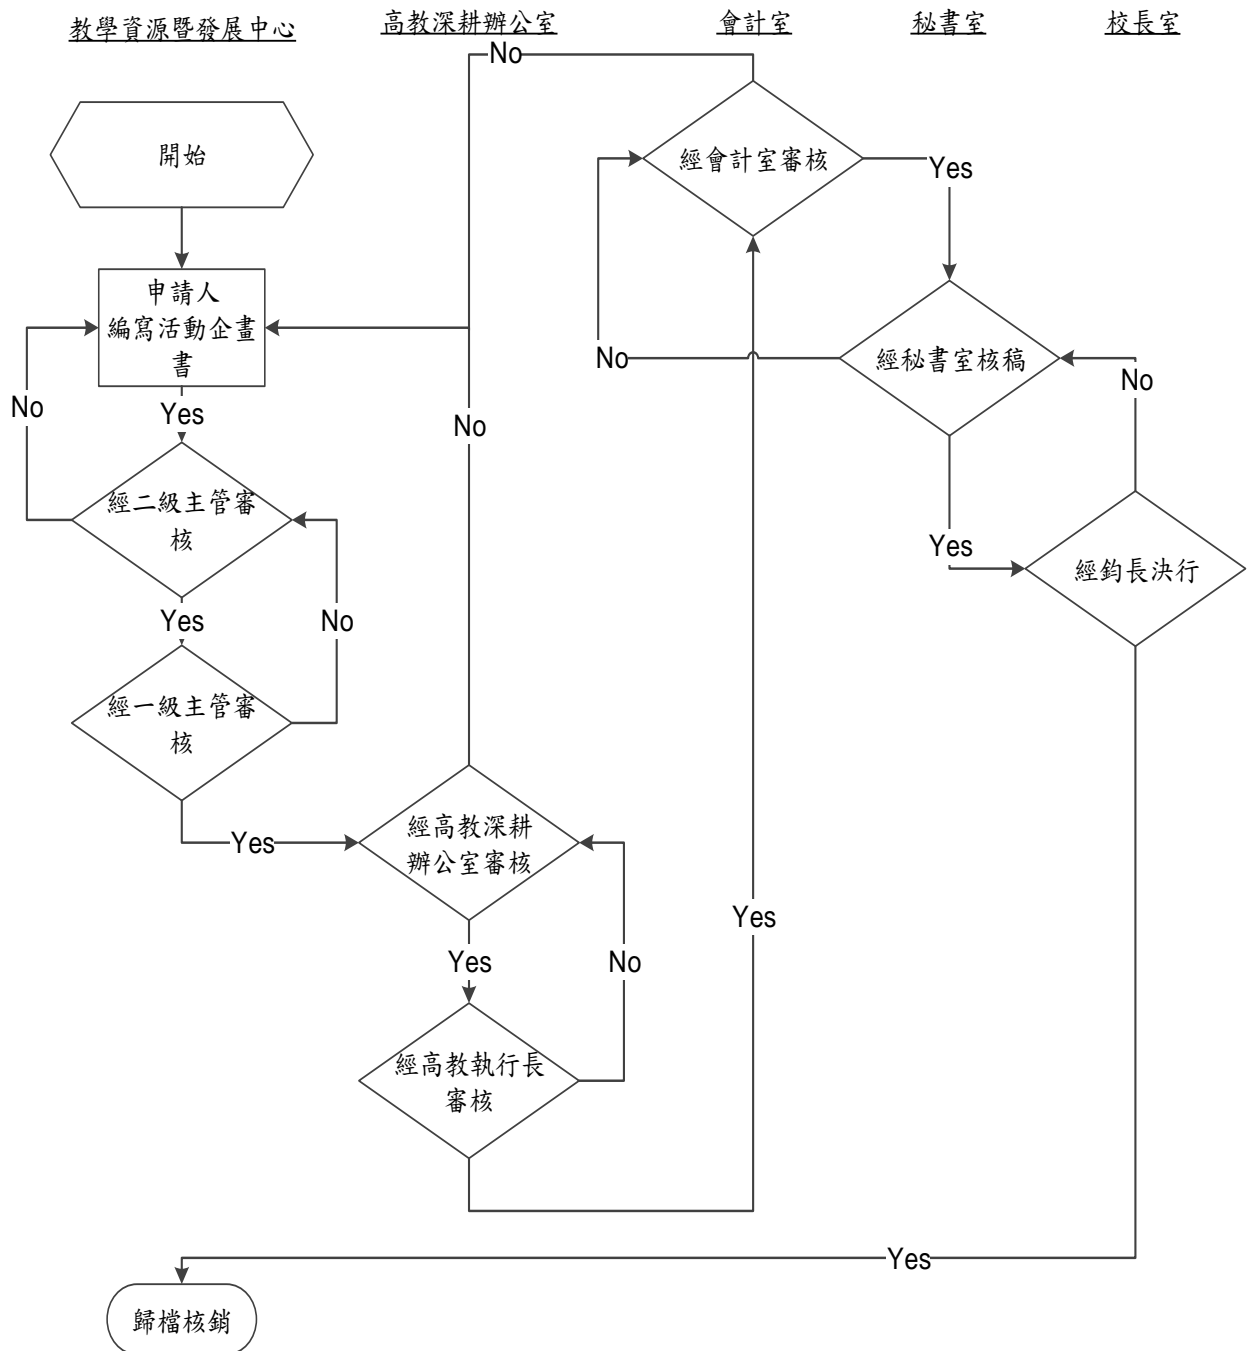 教學資源暨發展中心
高教深耕辦公室
會計室
秘書室
校長室
No
開始
經會計室審核
Yes
申請人
編寫活動企畫
書
No
經秘書室核稿
No
No
Yes
No
經二級主管審
核
Yes
經鈞長決行
Yes
No
經一級主管審
核
Yes
經高教深耕
辦公室審核
Yes
Yes
No
經高教執行長
審核
Yes
歸檔核銷